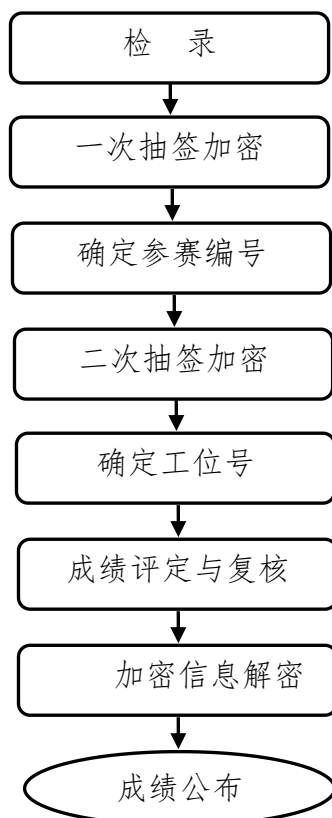 检 录
一次抽签加密
确定参赛编号
二次抽签加密
确定工位号
成绩评定与复核
加密信息解密
成绩公布